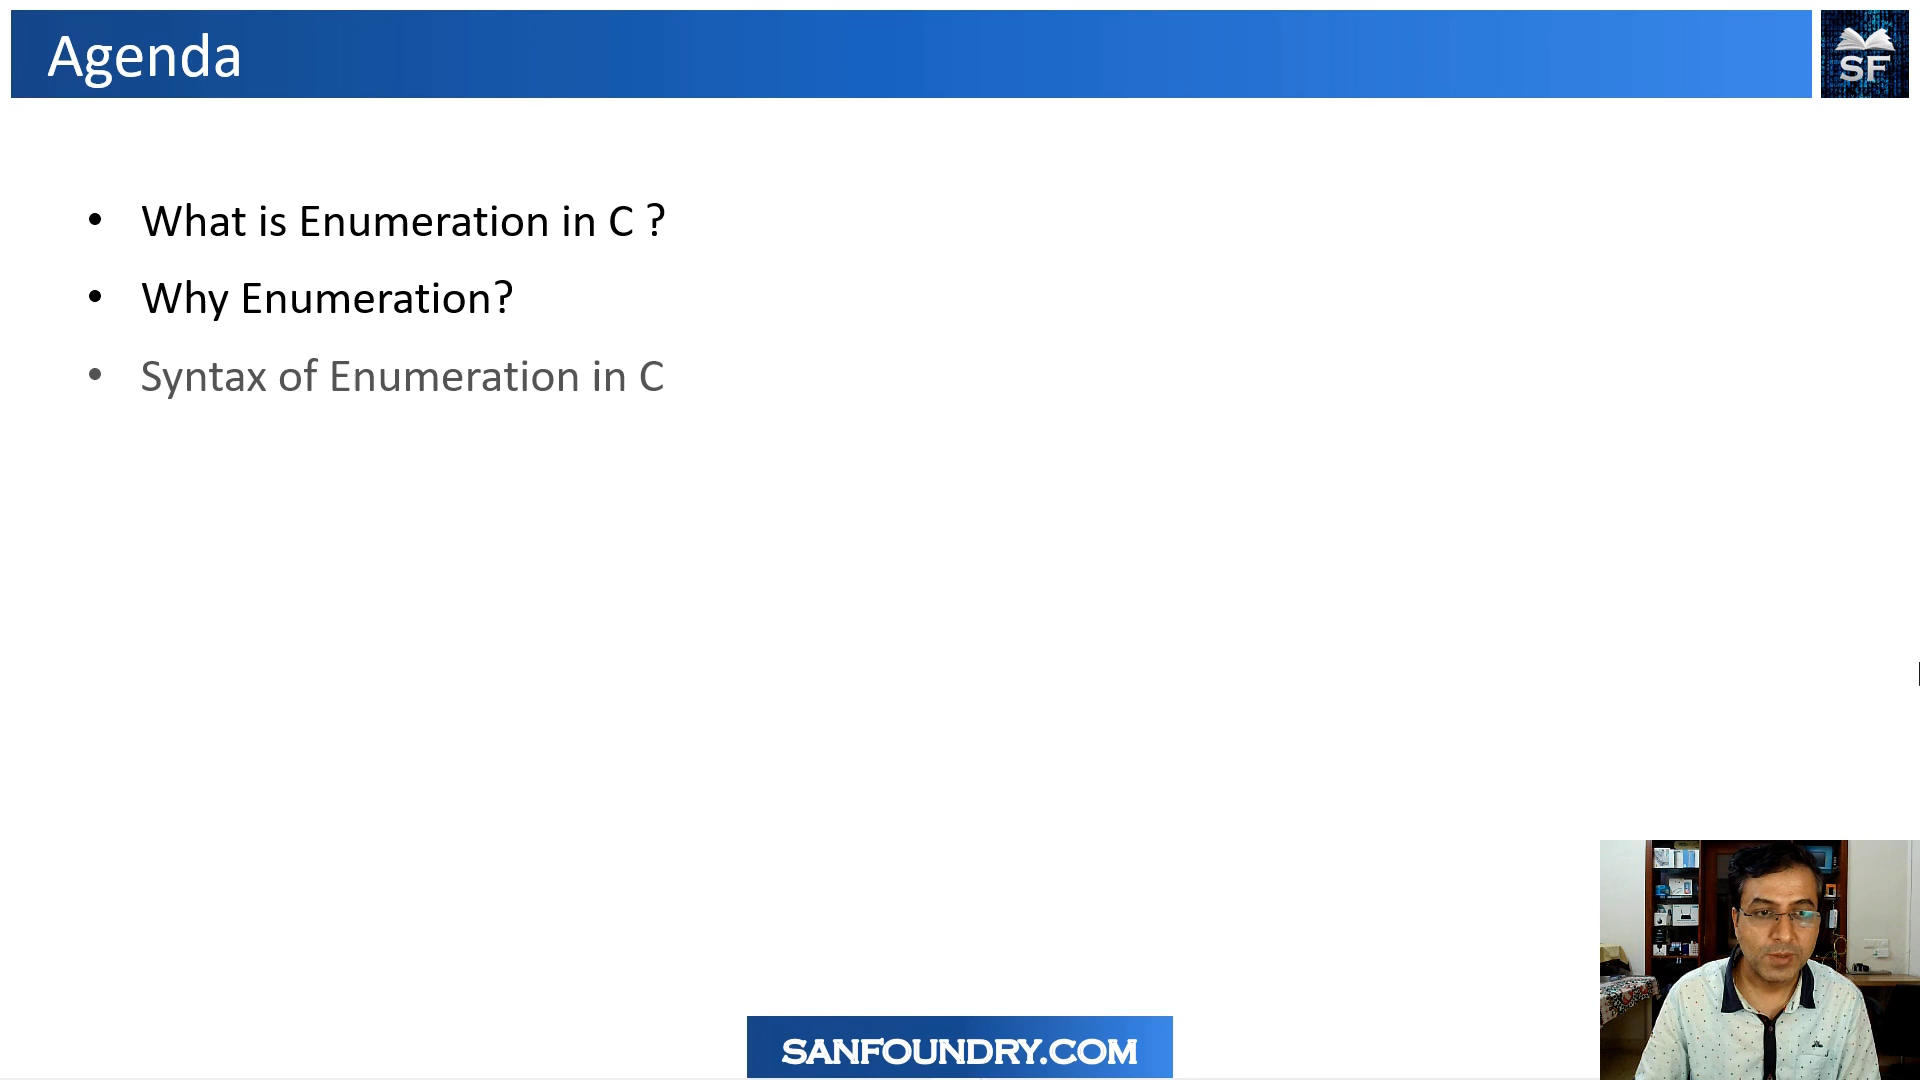 Agenda
SF
• What is Enumeration in C ?
• Why Enumeration?
• Syntax of Enumeration in C
SANFOUNDRY.COM